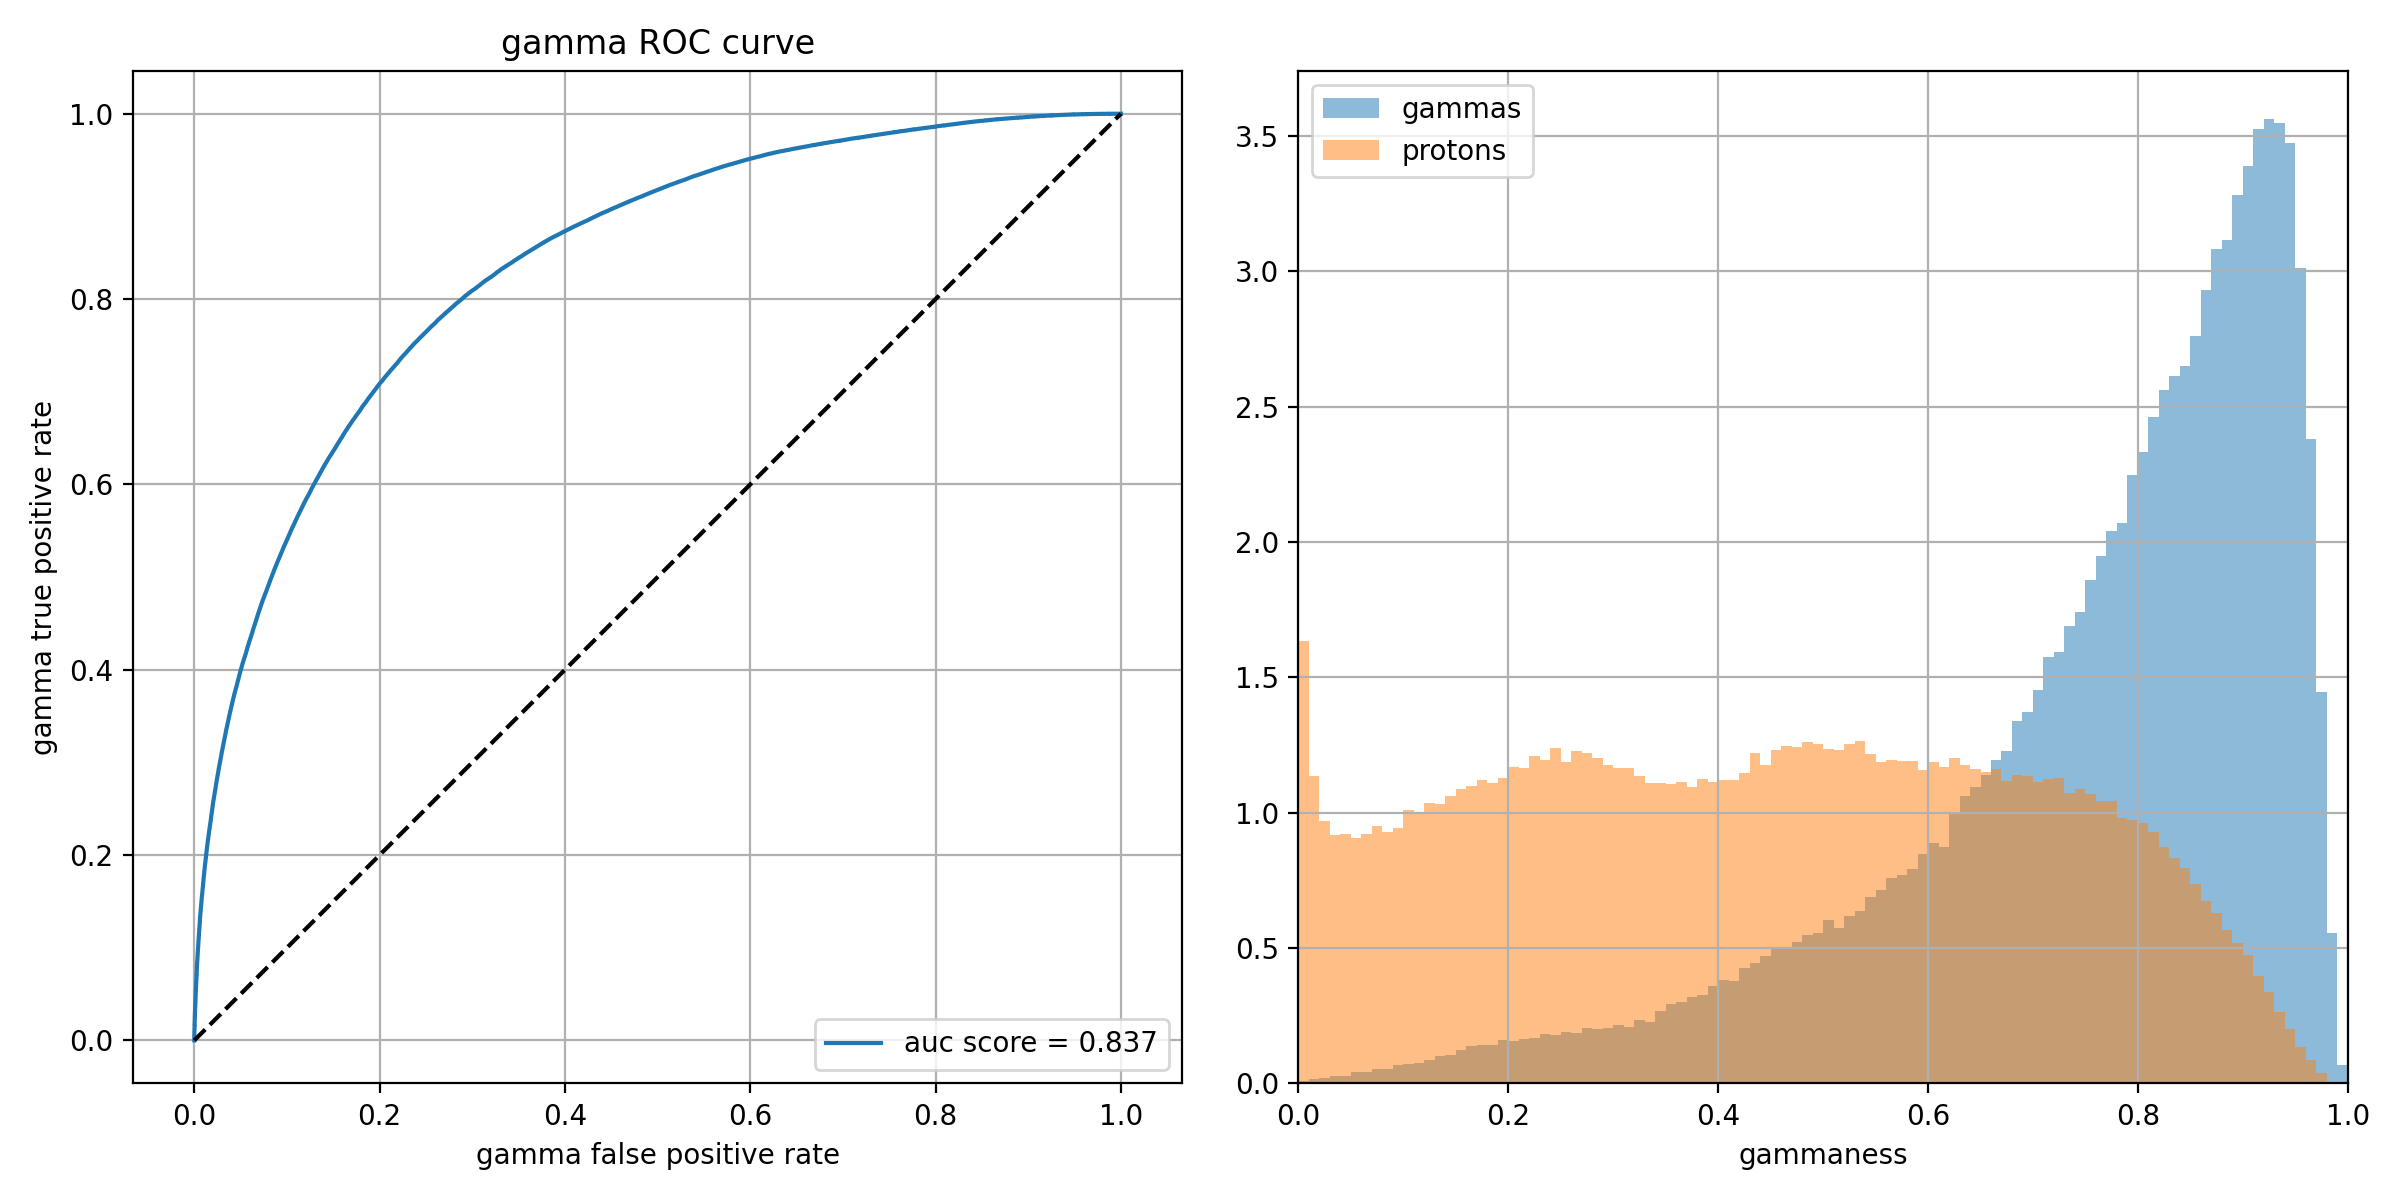 gamma ROC curve
gamma true positive rate
1.0
0.8
0.6
0.4
0.2
0.0
auc score = 0.837
0.0 0.2 0.4 0.6 0.8 1.0
gamma false positive rate
gammas
protons
3.5
3.0
2.5
2.0
1.5
1.0
0.5
0.0
0.0 0.2 0.4 0.6 0.8 1.0
gammaness